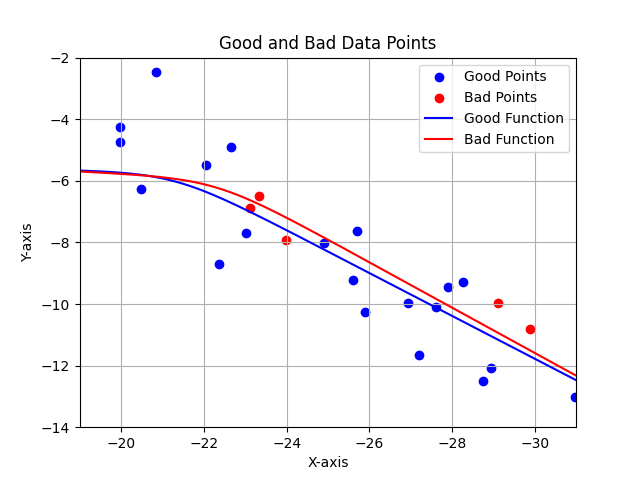 Good and Bad Data Points
−2
−4
−6
−8
−10
−12
−14
Y-axis
Good Points
Bad Points
Good Function
Bad Function
−20
−22
−24
−26
−28
−30
X-axis